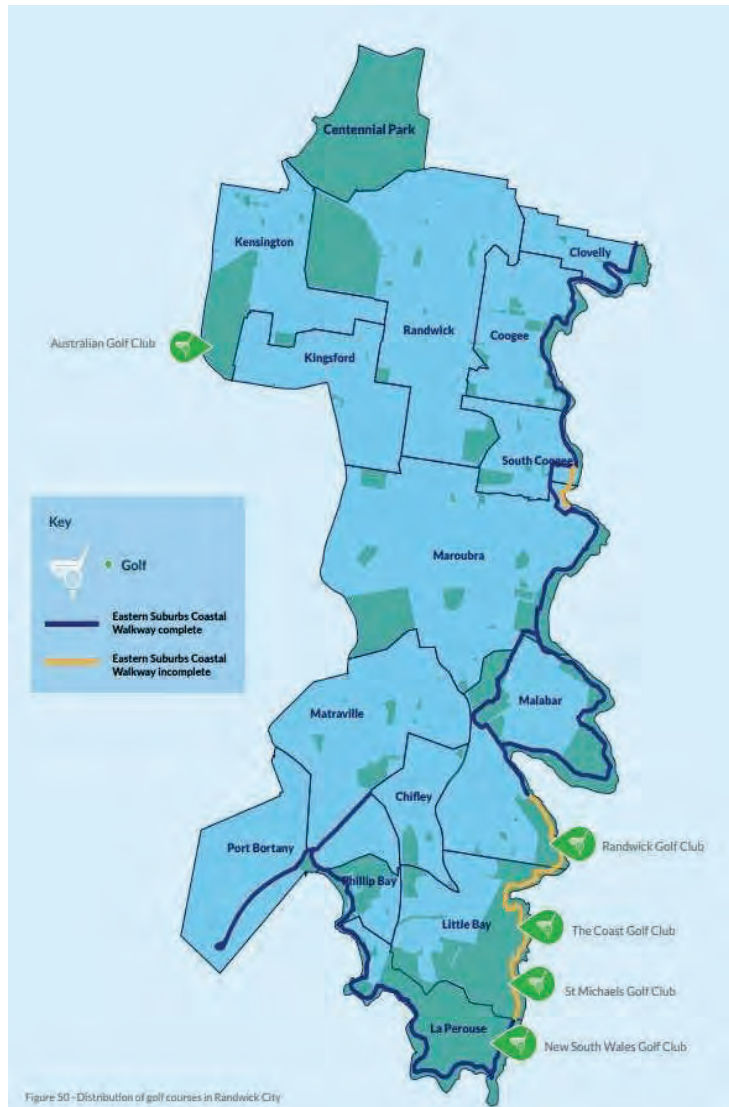 Centennial Park
Kensington
Clovelly
Australian Golf Club
Randwick
Coogee
Kingsford
South Coogee
Key
Golf
Eastern Suburbs Coastal
Walkway complete
Eastern Suburbs Coastal
Walkway incomplete
Maroubra
Malabar
Matraville
Chifley
Port Bortany
Randwick Golf Club
Phillip Bay
Little Bay
The Coast Golf Club
St Michaels Golf Club
La Perouse
New South Wales Golf Club
Figure 50 - Distribution of golf courses in Randwick City